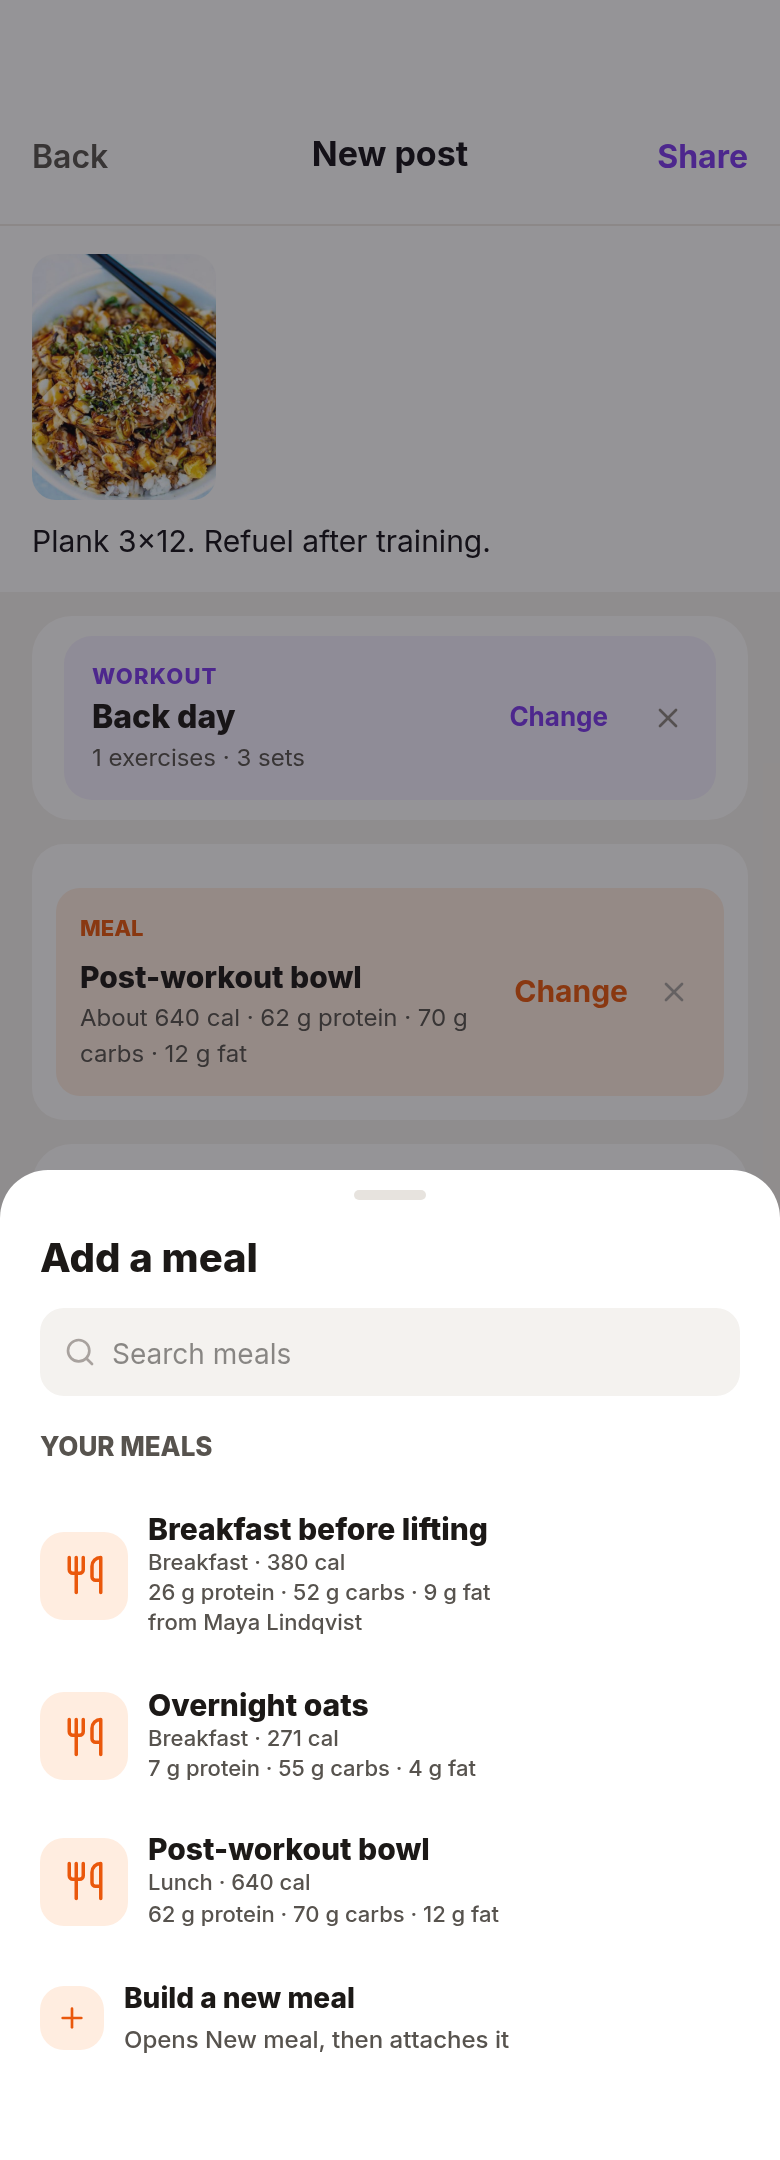 Back
New post
Share
Plank 3×12. Refuel after training.
WORKOUT
Back day
1 exercises · 3 sets
Change
MEAL
Post-workout bowl
About 640 cal · 62 g protein · 70 g
carbs · 12 g fat
Change
Add a meal
Search meals
YOUR MEALS
Breakfast before lifting
Breakfast · 380 cal
26 g protein · 52 g carbs · 9 g fat
from Maya Lindqvist
Overnight oats
Breakfast · 271 cal
7 g protein · 55 g carbs · 4 g fat
Post-workout bowl
Lunch · 640 cal
62 g protein · 70 g carbs · 12 g fat
Build a new meal
Opens New meal, then attaches it